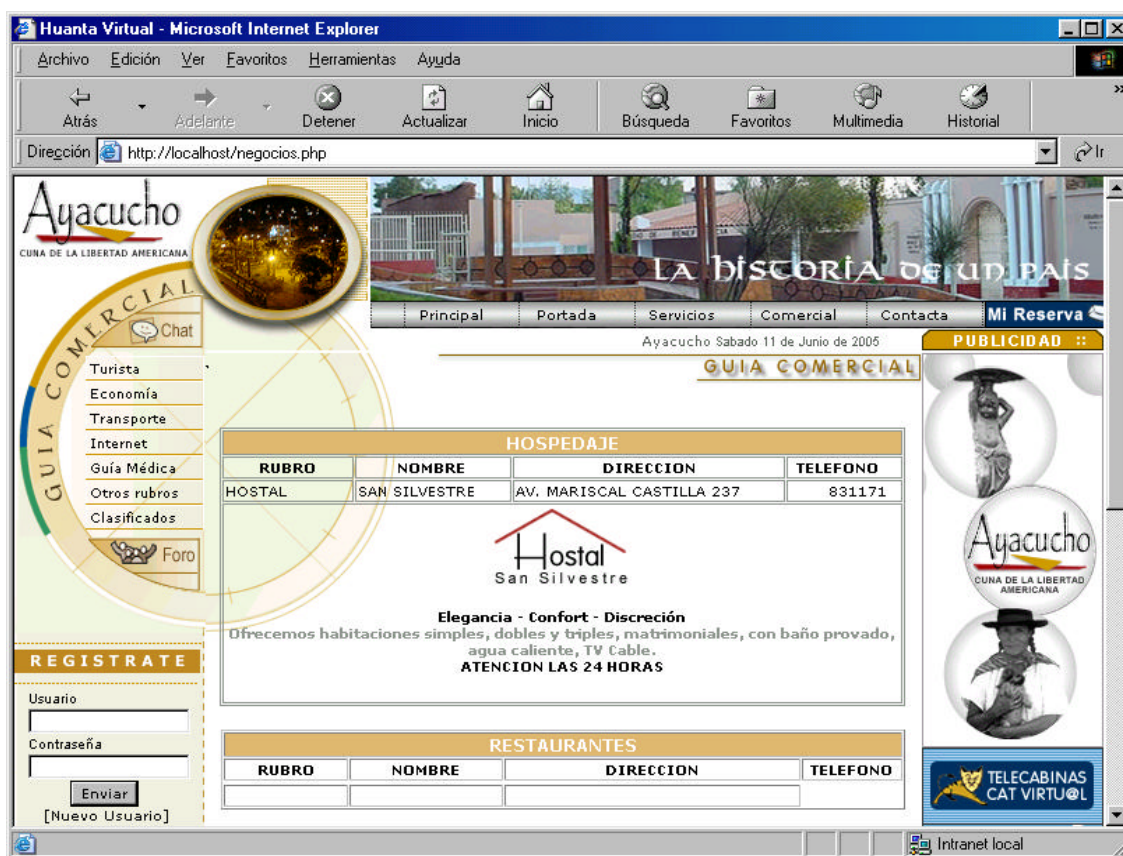 Huanta Virtual - Microsoft Internet Explorer
Archivo Edición Ver Favoritos Herramientas Ayuda
Atrás Adelante Detener Actualizar Inicio Búsqueda Favoritos Multimedia Historial
Dirección http://localhost/negocios.php Ir
Ayacucho
CUNA DE LA LIBERTAD AMERICANA
LA HISTORIA DE UN PAIS
Principal Portada Servicios Comercial Contacta Mi Reserva
Ayacucho Sabado 11 de Junio de 2005
PUBLICIDAD ::
GUIA COMERCIAL
GUIA COMERCIAL
Chat
Turista
Economía
Transporte
Internet
Guía Médica
Otros rubros
Clasificados
Foro
HOSPEDAJE
RUBRO NOMBRE DIRECCION TELEFONO
HOSTAL SAN SILVESTRE AV. MARISCAL CASTILLA 237 831171
Hostal
San Silvestre
Elegancia - Confort - Discreción
Ofrecemos habitaciones simples, dobles y triples, matrimoniales, con baño provado,
agua caliente, TV Cable.
ATENCION LAS 24 HORAS
RESTAURANTES
RUBRO NOMBRE DIRECCION TELEFONO
REGISTRATE
Usuario
Contraseña
Enviar
[Nuevo Usuario]
Ayacucho
CUNA DE LA LIBERTAD
AMERICANA
TELECABINAS
CAT VIRTU@L
Intranet local